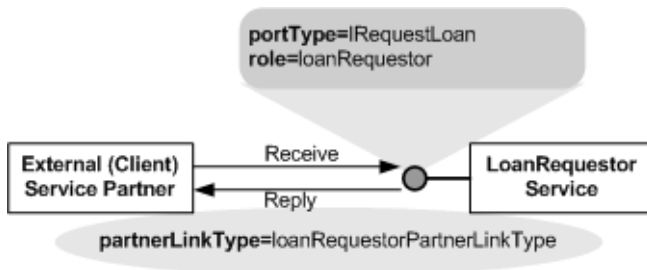 portType=IRequestLoan
role=loanRequestor
External (Client)
Service Partner
Receive
Reply
LoanRequestor
Service
partnerLinkType=loanRequestorPartnerLinkType